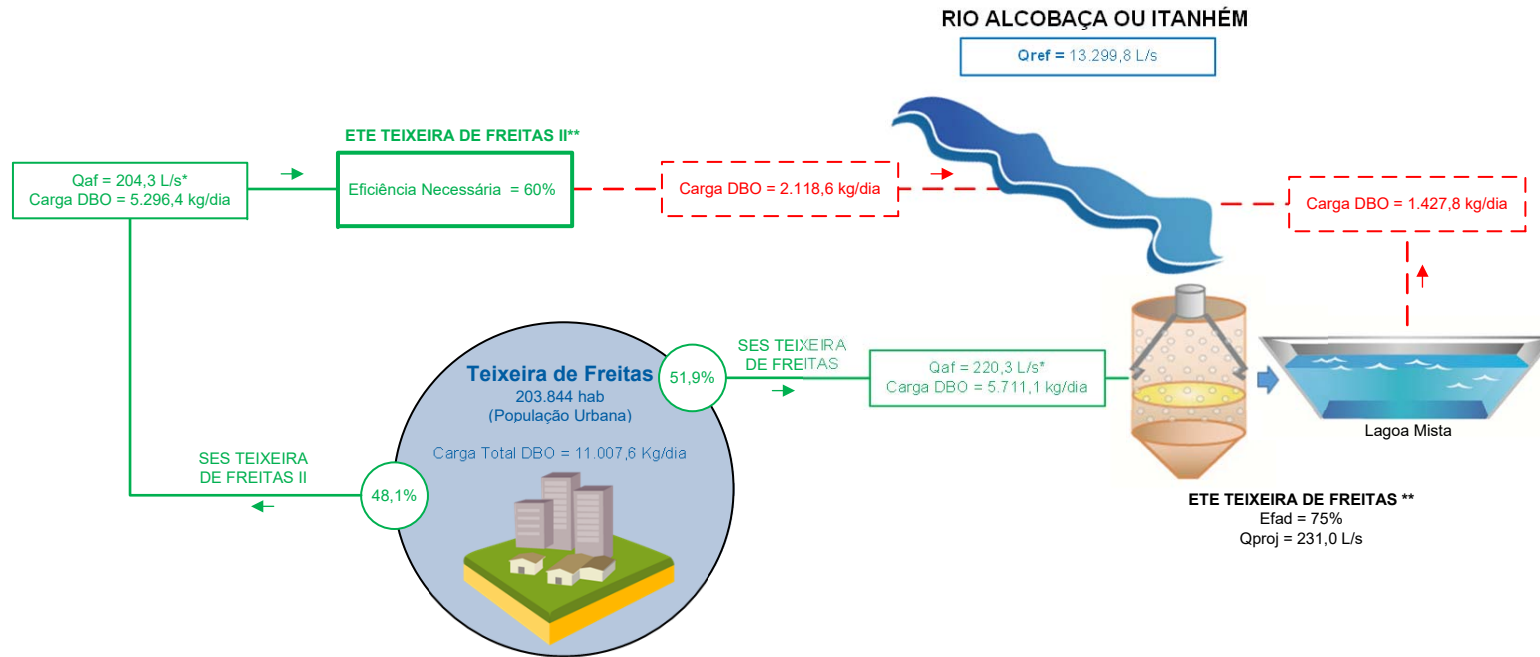 RIO ALCOBAÇA OU ITANHÉM
Qref = 13.299,8 L/s
ETE TEIXEIRA DE FREITAS II**
Qaf = 204,3 L/s*
Carga DBO = 5.296,4 kg/dia
Eficiência Necessária = 60%
Carga DBO = 2.118,6 kg/dia
Carga DBO = 1.427,8 kg/dia
SES TEIXEIRA
DE FREITAS
51,9%
Qaf = 220,3 L/s*
Carga DBO = 5.711,1 kg/dia
Teixeira de Freitas
203.844 hab
(População Urbana)
Carga Total DBO = 11.007,6 Kg/dia
Lagoa Mista
SES TEIXEIRA
DE FREITAS II
48,1%
ETE TEIXEIRA DE FREITAS **
Efad = 75%
Qproj = 231,0 L/s